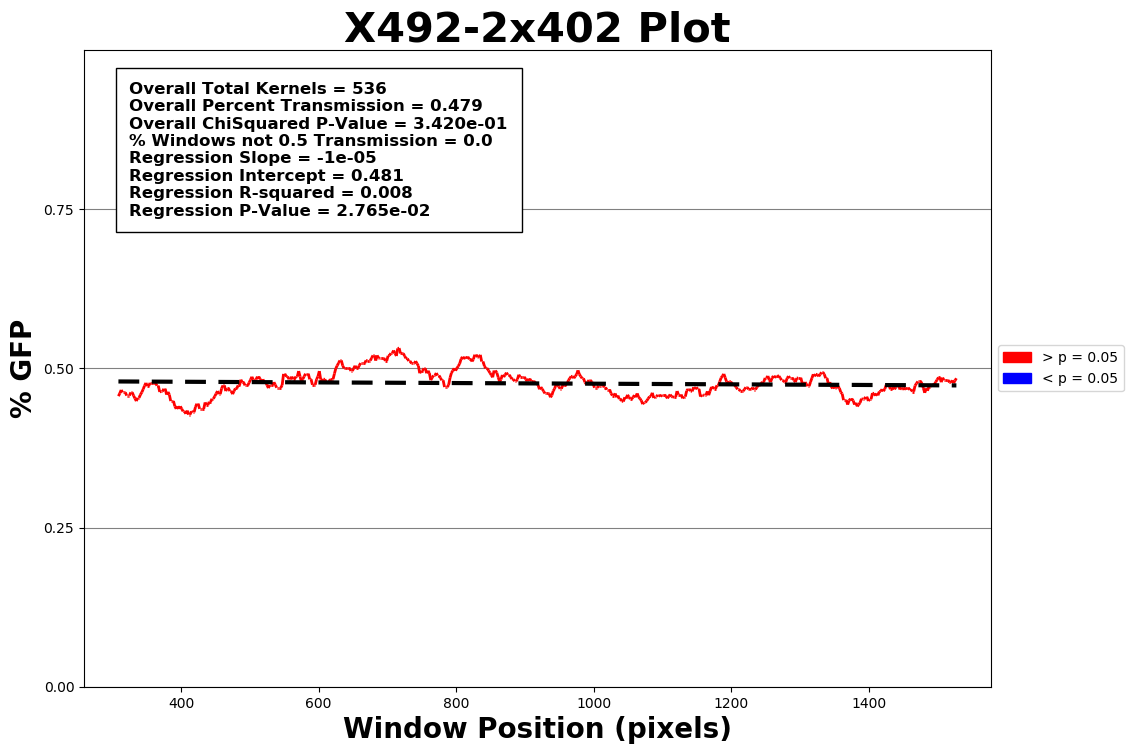 X492-2x402 Plot
Overall Total Kernels = 536
Overall Percent Transmission = 0.479
Overall ChiSquared P-Value = 3.420e-01
% Windows not 0.5 Transmission = 0.0
Regression Slope = -1e-05
Regression Intercept = 0.481
Regression R-squared = 0.008
Regression P-Value = 2.765e-02
% GFP
0.75
0.50
0.25
0.00
> p = 0.05
< p = 0.05
400 600 800 1000 1200 1400
Window Position (pixels)